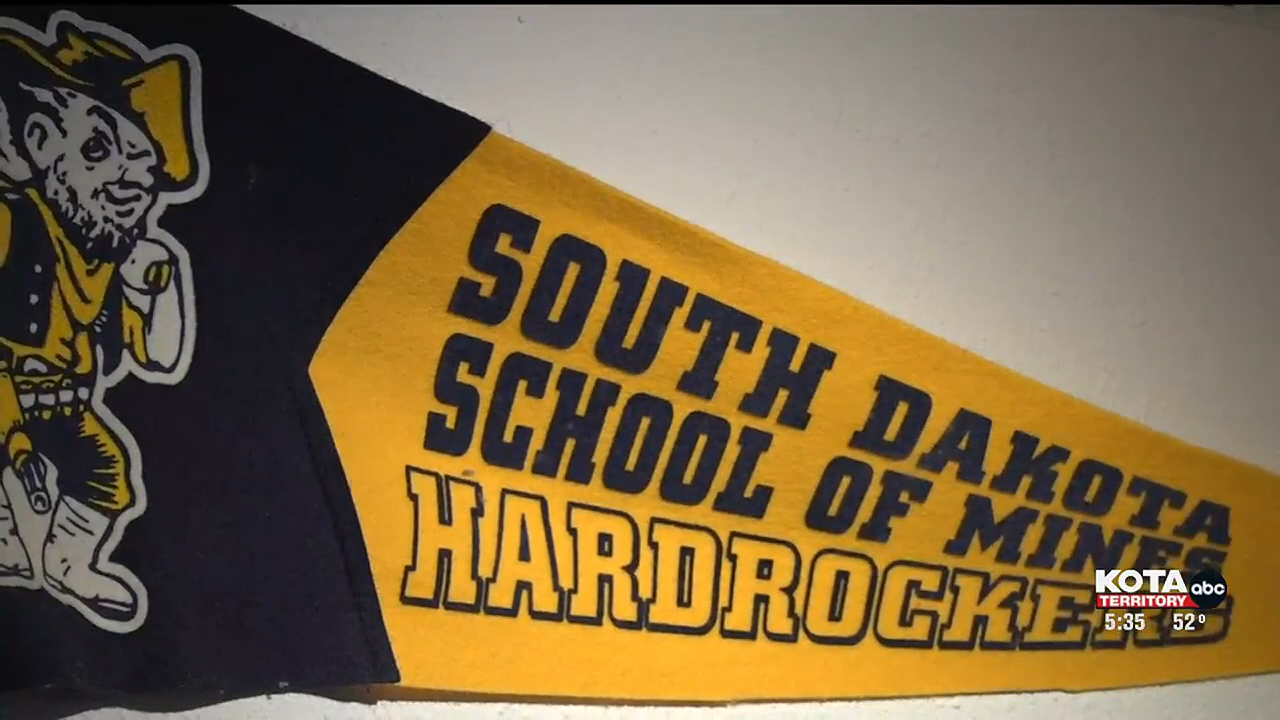 SOUTH DAKOTA
SCHOOL OF MINES
HARDROCKERS
KOTA abc
TERRITORY
5:35 52°